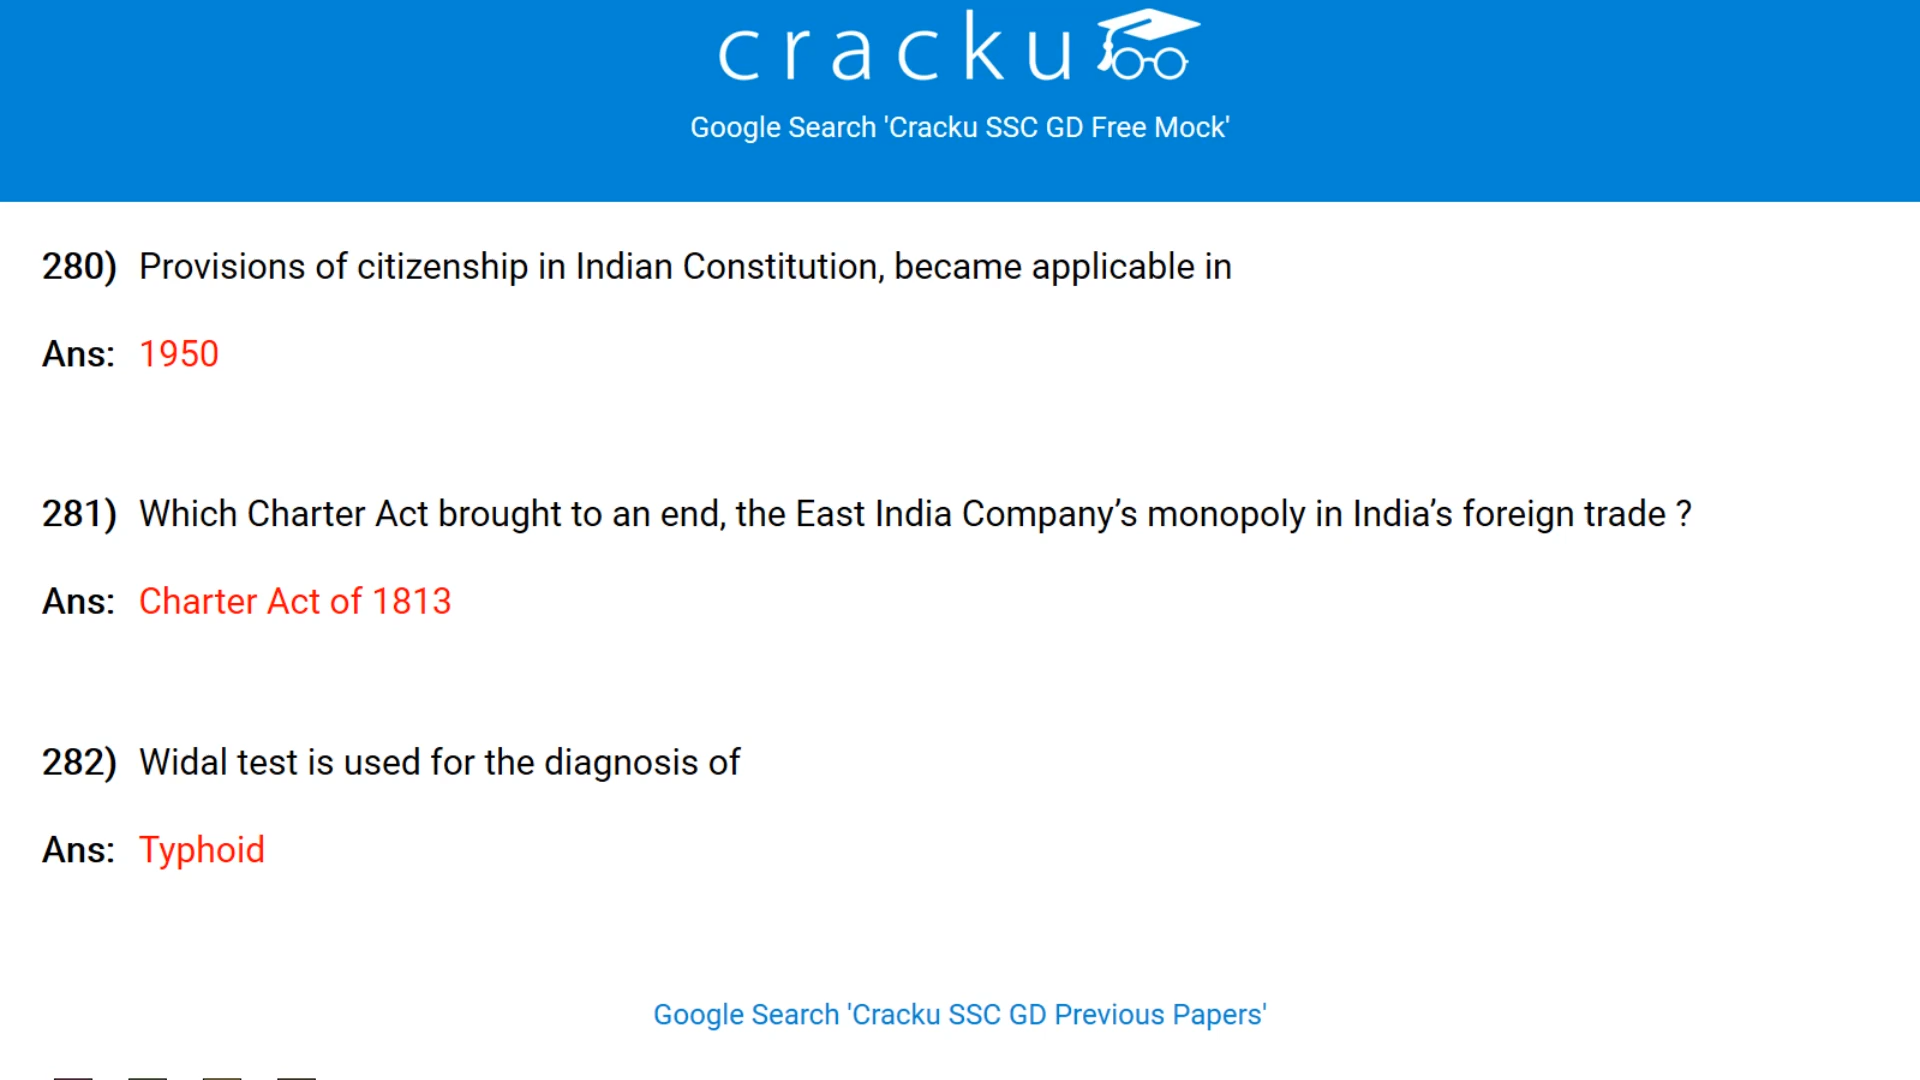 cracku
Google Search 'Cracku SSC GD Free Mock'
280) Provisions of citizenship in Indian Constitution, became applicable in
Ans: 1950
281) Which Charter Act brought to an end, the East India Company’s monopoly in India’s foreign trade ?
Ans: Charter Act of 1813
282) Widal test is used for the diagnosis of
Ans: Typhoid
Google Search 'Cracku SSC GD Previous Papers'